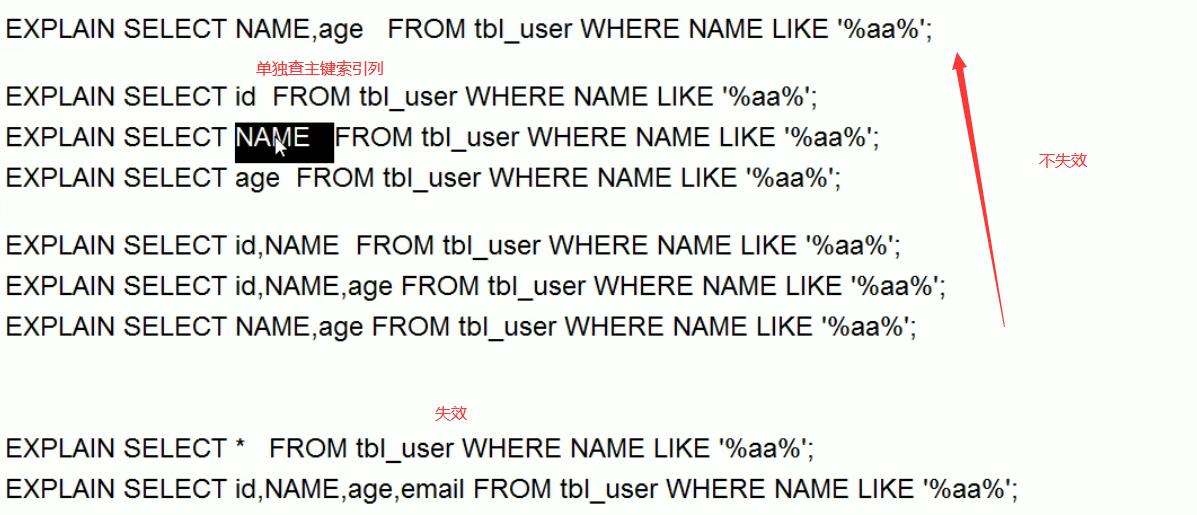 EXPLAIN SELECT NAME,age   FROM tbl_user WHERE NAME LIKE '%aa%';
单独查主键索引列
EXPLAIN SELECT id  FROM tbl_user WHERE NAME LIKE '%aa%';
EXPLAIN SELECT NAME   FROM tbl_user WHERE NAME LIKE '%aa%';
不失效
EXPLAIN SELECT age  FROM tbl_user WHERE NAME LIKE '%aa%';
EXPLAIN SELECT id,NAME  FROM tbl_user WHERE NAME LIKE '%aa%';
EXPLAIN SELECT id,NAME,age FROM tbl_user WHERE NAME LIKE '%aa%';
EXPLAIN SELECT NAME,age FROM tbl_user WHERE NAME LIKE '%aa%';
失效
EXPLAIN SELECT *   FROM tbl_user WHERE NAME LIKE '%aa%';
EXPLAIN SELECT id,NAME,age,email FROM tbl_user WHERE NAME LIKE '%aa%';